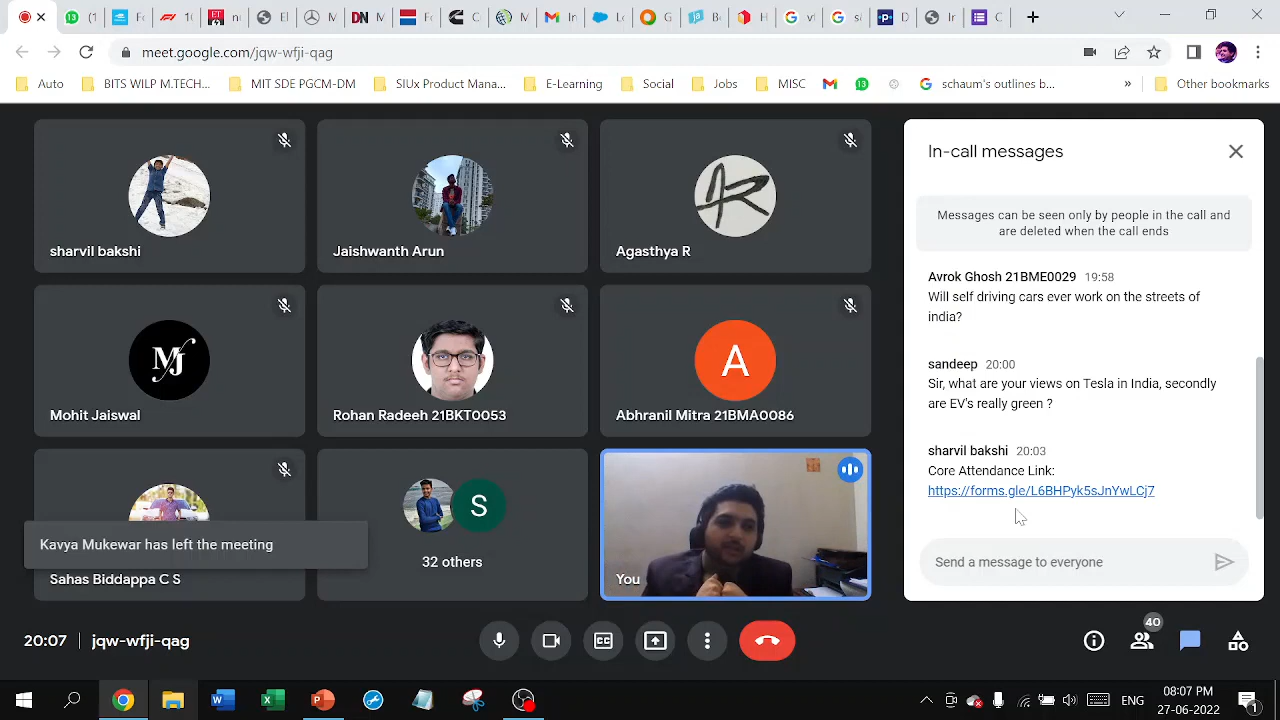 meet.google.com/jqw-wfji-qag
Auto
BITS WILP M.TECH...
MIT SDE PGCM-DM
SIUx Product Mana...
E-Learning
Social
Jobs
MISC
schaum's outlines b...
»
Other bookmarks
sharvil bakshi
Jaishwanth Arun
AR
Agasthya R
MJ
Mohit Jaiswal
Rohan Radeeh 21BKT0053
A
Abhranil Mitra 21BMA0086
Kavya Mukewar has left the meeting
Sahas Biddappa C S
S
32 others
You
In-call messages
Messages can be seen only by people in the call and
are deleted when the call ends
Avrok Ghosh 21BME0029 19:58
Will self driving cars ever work on the streets of
india?
sandeep 20:00
Sir, what are your views on Tesla in India, secondly
are EV's really green ?
sharvil bakshi 20:03
Core Attendance Link:
https://forms.gle/L6BHPyk5sJnYwLCj7
Send a message to everyone
20:07 | jqw-wfji-qag
40
ENG
08:07 PM
27-06-2022
1